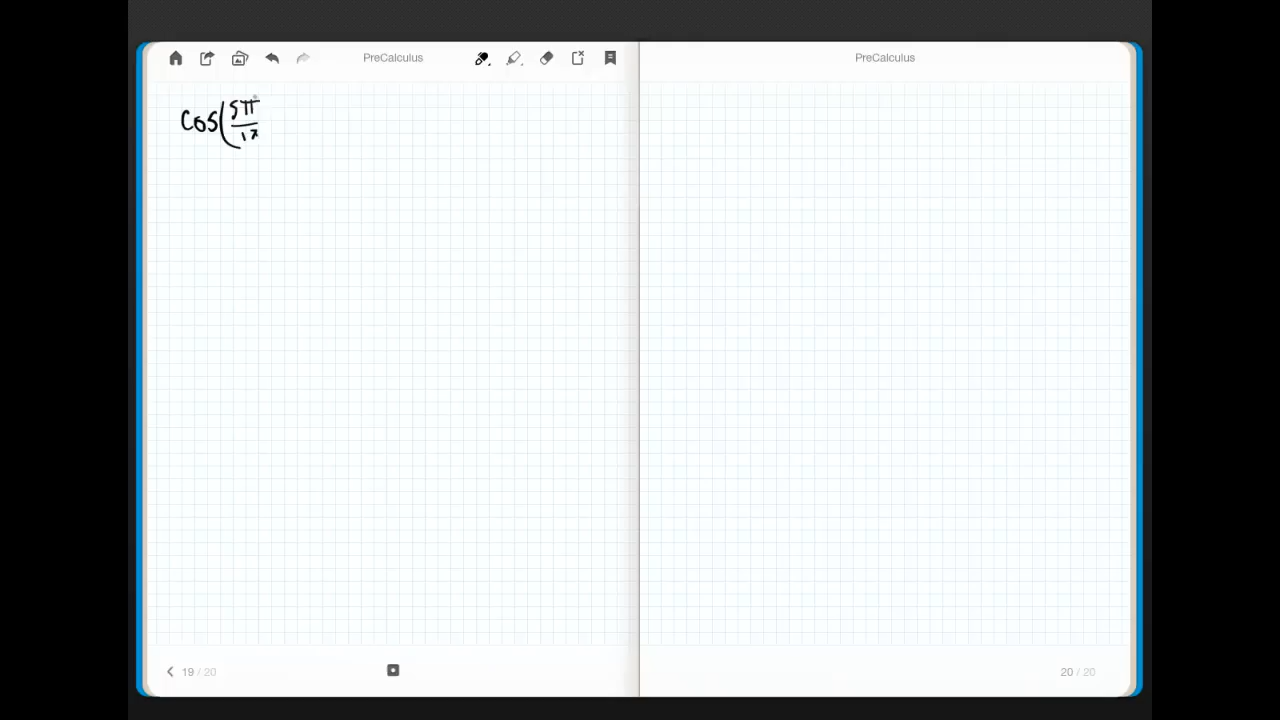 PreCalculus
PreCalculus
cos(5π/12
19 / 20
20 / 20